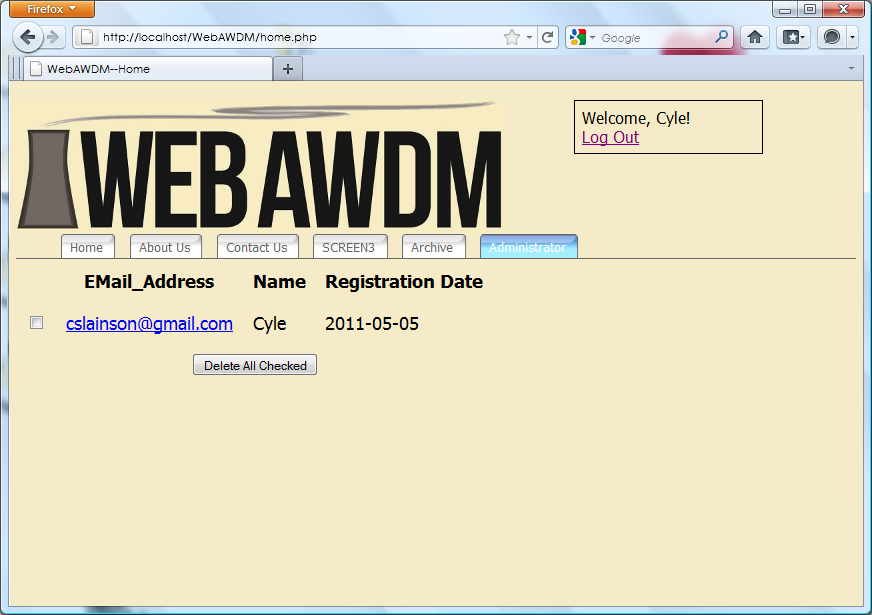 Firefox
http://localhost/WebAWDM/home.php
Google
WebAWDM--Home
WEB AWDM
Welcome, Cyle!
Log Out
Home About Us Contact Us SCREEN3 Archive Administrator
EMail_Address Name Registration Date
cslainson@gmail.com Cyle 2011-05-05
Delete All Checked